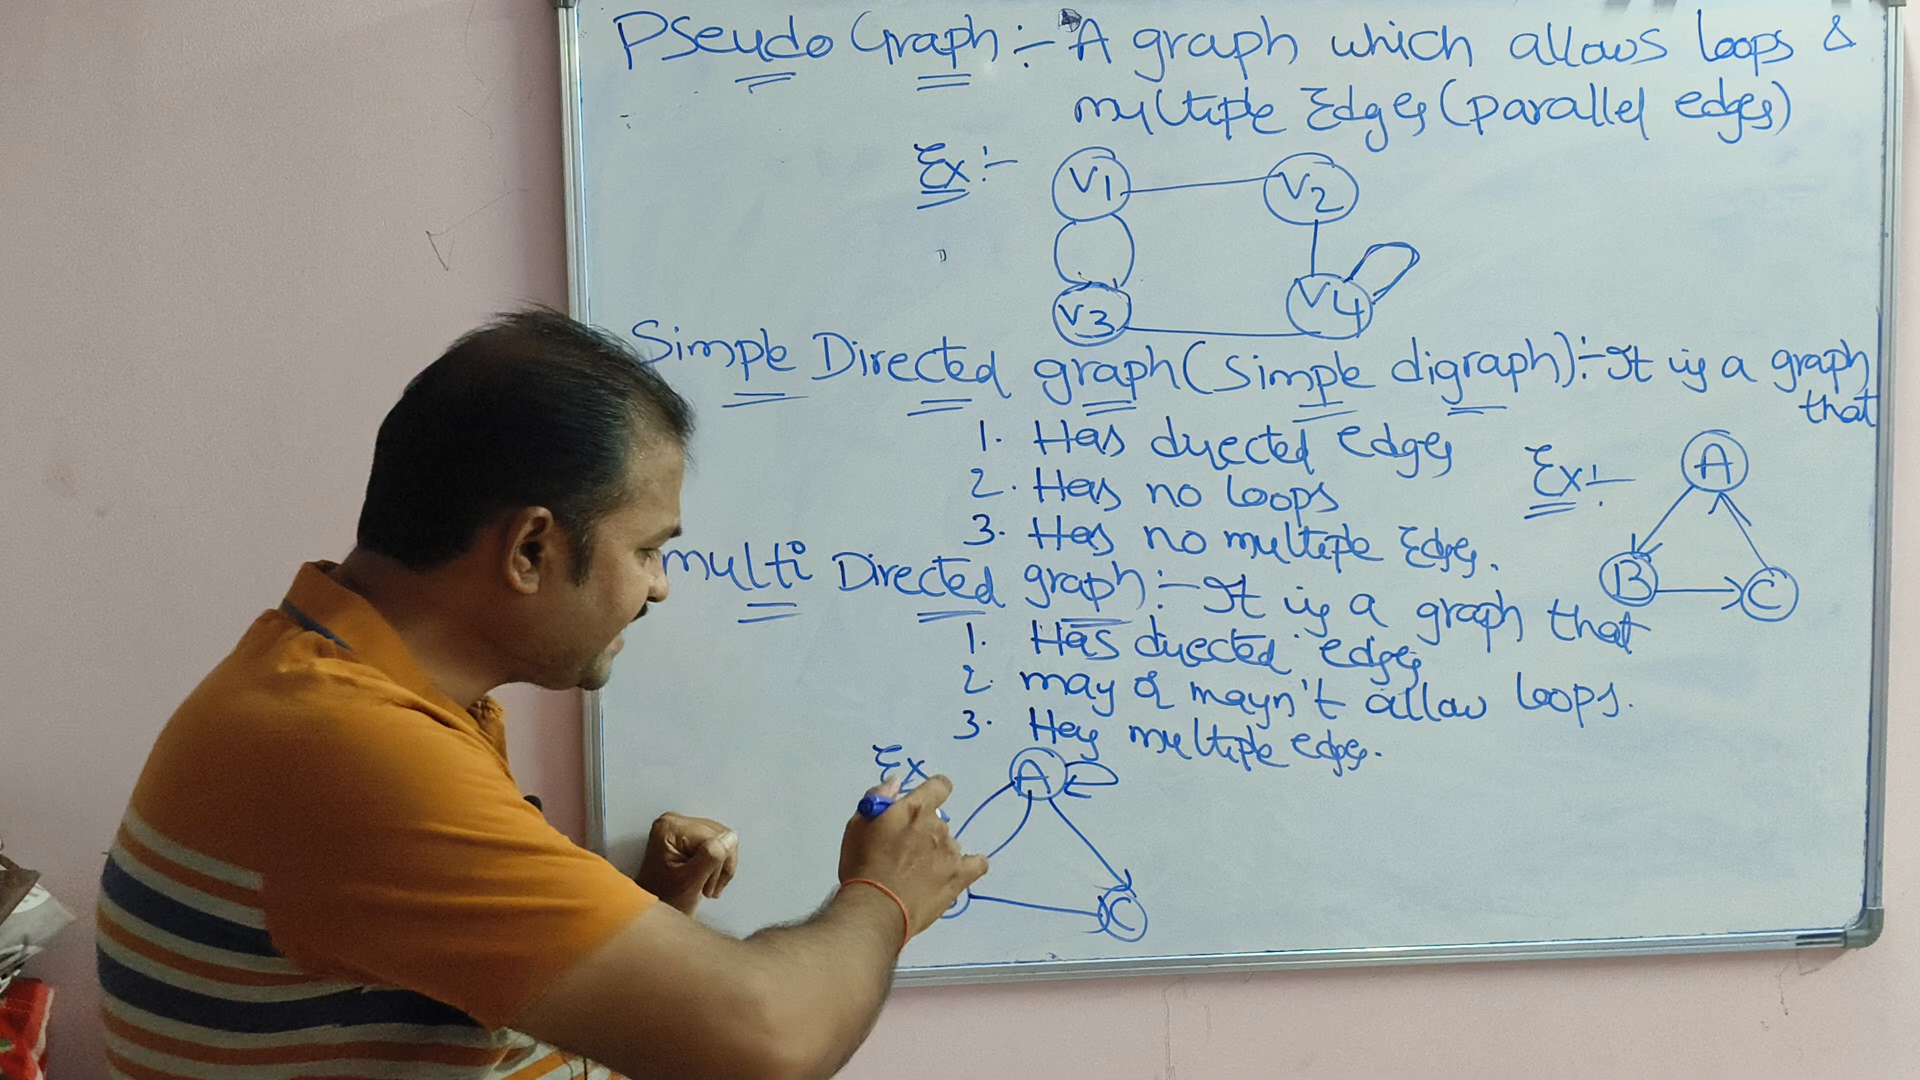 Pseudo Graph :- A graph which allows loops &
multiple Edges (parallel edges)
Ex :-
V1 V2
V3 V4
Simple Directed graph (simple digraph) :- It is a graph
that
1. Has directed edges
2. Has no loops
3. Has no multiple Edges.
Ex :-
A
B C
multi Directed graph :- It is a graph that
1. Has directed edges
2. may or mayn't allow loops.
3. Has multiple edges.
Ex
A
C